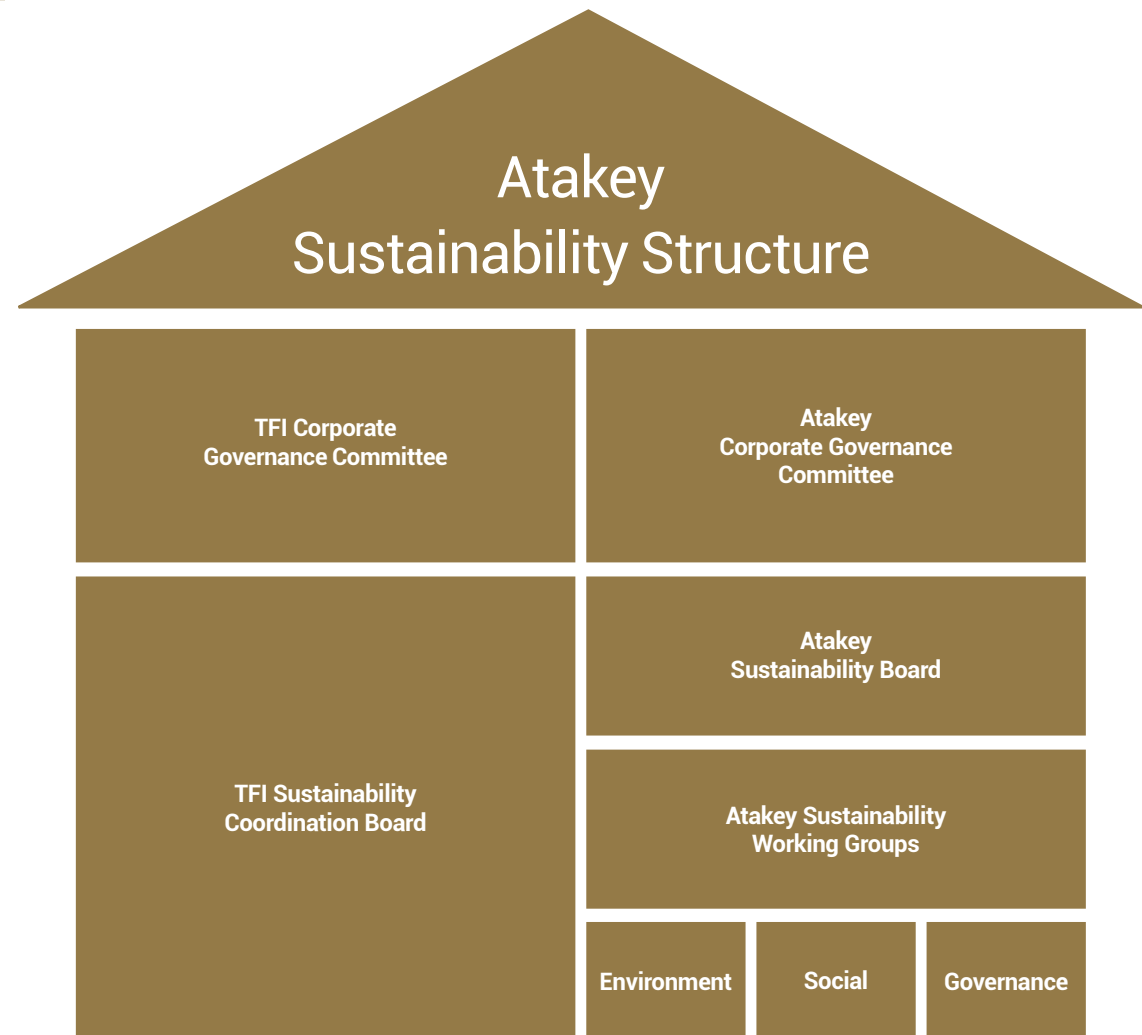 Atakey
Sustainability Structure
TFI Corporate
Governance Committee
Atakey
Corporate Governance
Committee
TFI Sustainability
Coordination Board
Atakey
Sustainability Board
Atakey Sustainability
Working Groups
Environment
Social
Governance